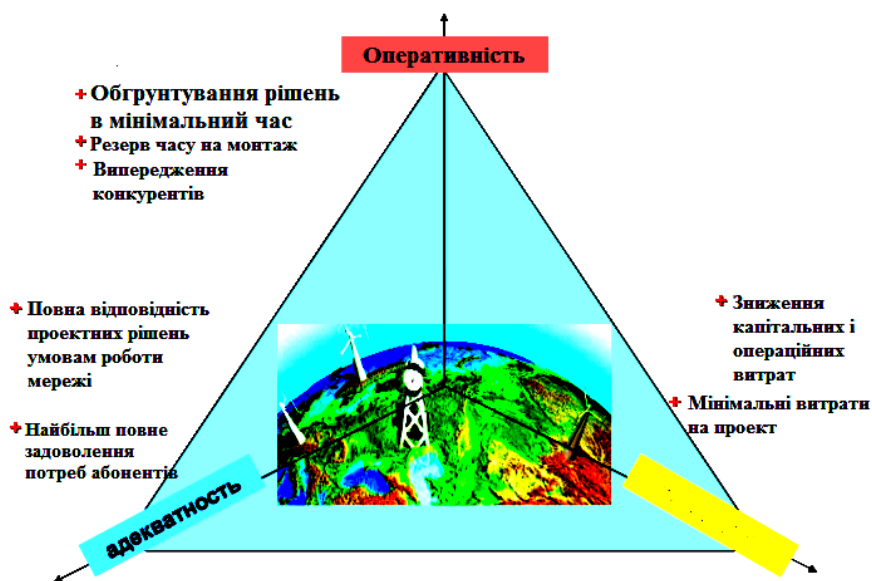 Оперативність
Обгрунтування рішень
в мінімальний час
Резерв часу на монтаж
Випередження
конкурентів
Повна відповідність
проектних рішень
умовам роботи
мережі
Найбільш повне
задоволення
потреб абонентів
Зниження
капітальних і
операційних
витрат
Мінімальні витрати
на проект
адекватность